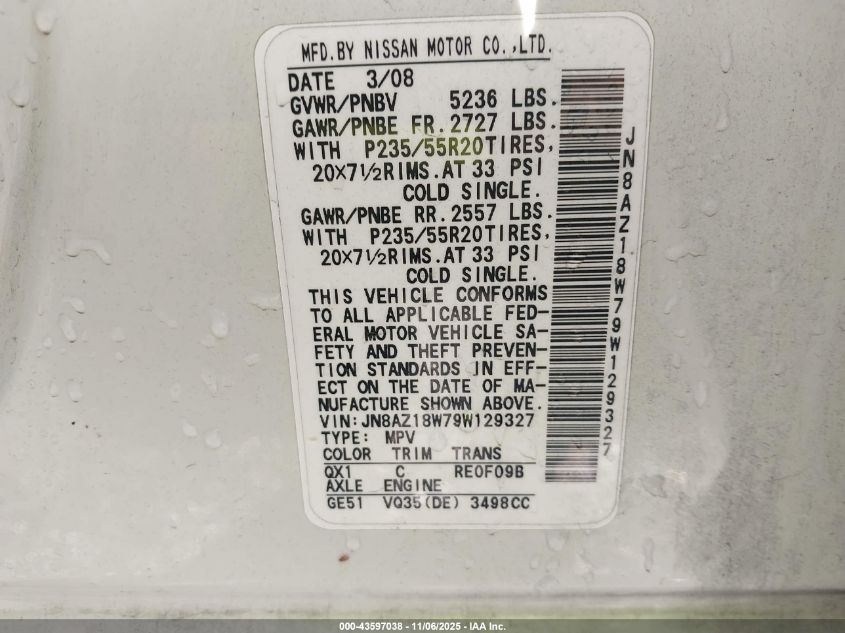 MFD.BY NISSAN MOTOR CO.,LTD.
DATE 3/08
GVWR/PNBV 5236 LBS.
GAWR/PNBE FR.2727 LBS.
WITH P235/55R20TIRES,
20×7½RIMS.AT 33 PSI
COLD SINGLE.
GAWR/PNBE RR.2557 LBS.
WITH P235/55R20TIRES,
20×7½RIMS.AT 33 PSI
COLD SINGLE.
THIS VEHICLE CONFORMS
TO ALL APPLICABLE FED-
ERAL MOTOR VEHICLE SA-
FETY AND THEFT PREVEN-
TION STANDARDS IN EFF-
ECT ON THE DATE OF MA-
NUFACTURE SHOWN ABOVE.
VIN:JN8AZ18W79W129327
TYPE: MPV
COLOR TRIM TRANS
QX1 C RE0F09B
AXLE ENGINE
GE51 VQ35(DE) 3498CC
JN8AZ18W79W129327
000-43597038 - 11/06/2025 - IAA Inc.